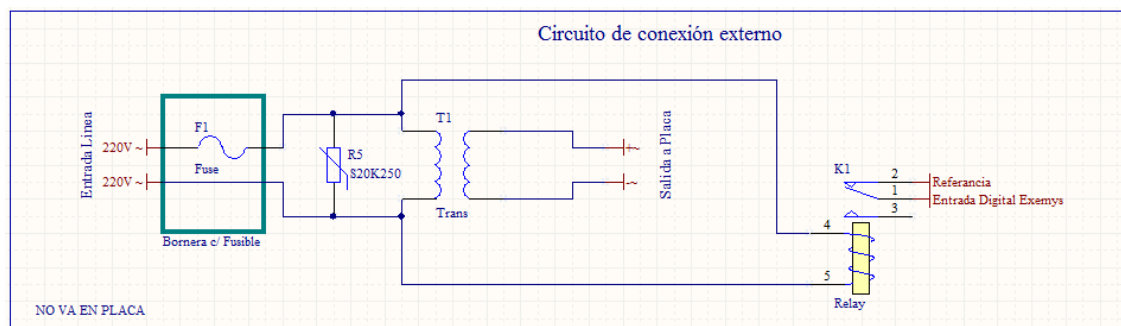 Circuito de conexión externo
Entrada Linea
220V ~
220V ~
F1
Fuse
Bornera c/ Fusible
R5
820K250
T1
Trans
+~
-~
Salida a Placa
K1
2
1
3
4
5
Referancia
Entrada Digital Exemys
Relay
NO VA EN PLACA